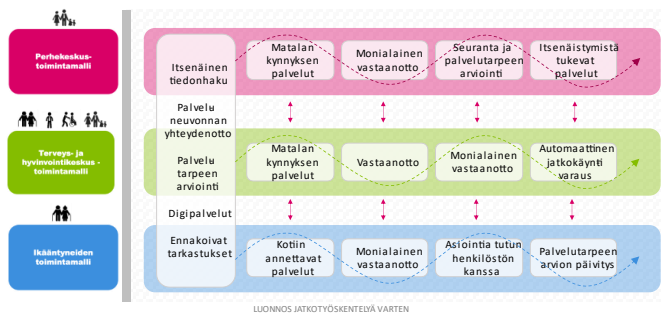 Perhekeskus-
toimintamalli
Terveys- ja
hyvinvointikeskus -
toimintamalli
Ikääntyneiden
toimintamalli
Itsenäinen
tiedonhaku
Palvelu
neuvonnan
yhteydenotto
Palvelu
tarpeen
arviointi
Digipalvelut
Ennakoivat
tarkastukset
Matalan
kynnyksen
palvelut
Monialainen
vastaanotto
Seuranta ja
palvelutarpeen
arviointi
Itsenäistymistä
tukevat
palvelut
Matalan
kynnyksen
palvelut
Vastaanotto
Monialainen
vastaanotto
Automaattinen
jatkokäynti
varaus
Kotiin
annettavat
palvelut
Monialainen
vastaanotto
Asiointia tutun
henkilöstön
kanssa
Palvelutarpeen
arvion päivitys
LUONNOS JATKOTYÖSKENTELYÄ VARTEN